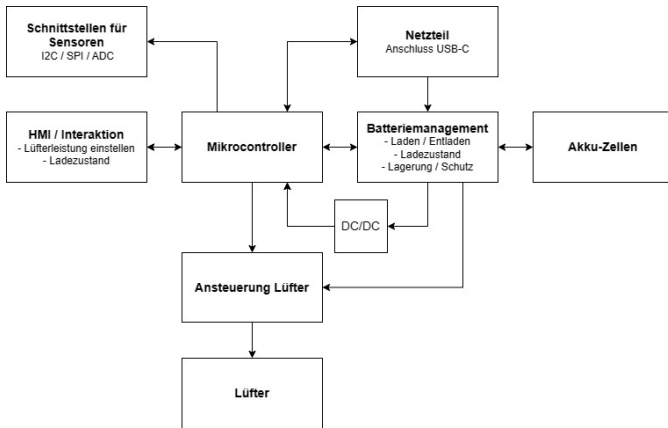 Schnittstellen für
Sensoren
I2C / SPI / ADC
Netzteil
Anschluss USB-C
HMI / Interaktion
- Lüfterleistung einstellen
- Ladezustand
Mikrocontroller
Batteriemanagement
- Laden / Entladen
- Ladezustand
- Lagerung / Schutz
Akku-Zellen
DC/DC
Ansteuerung Lüfter
Lüfter